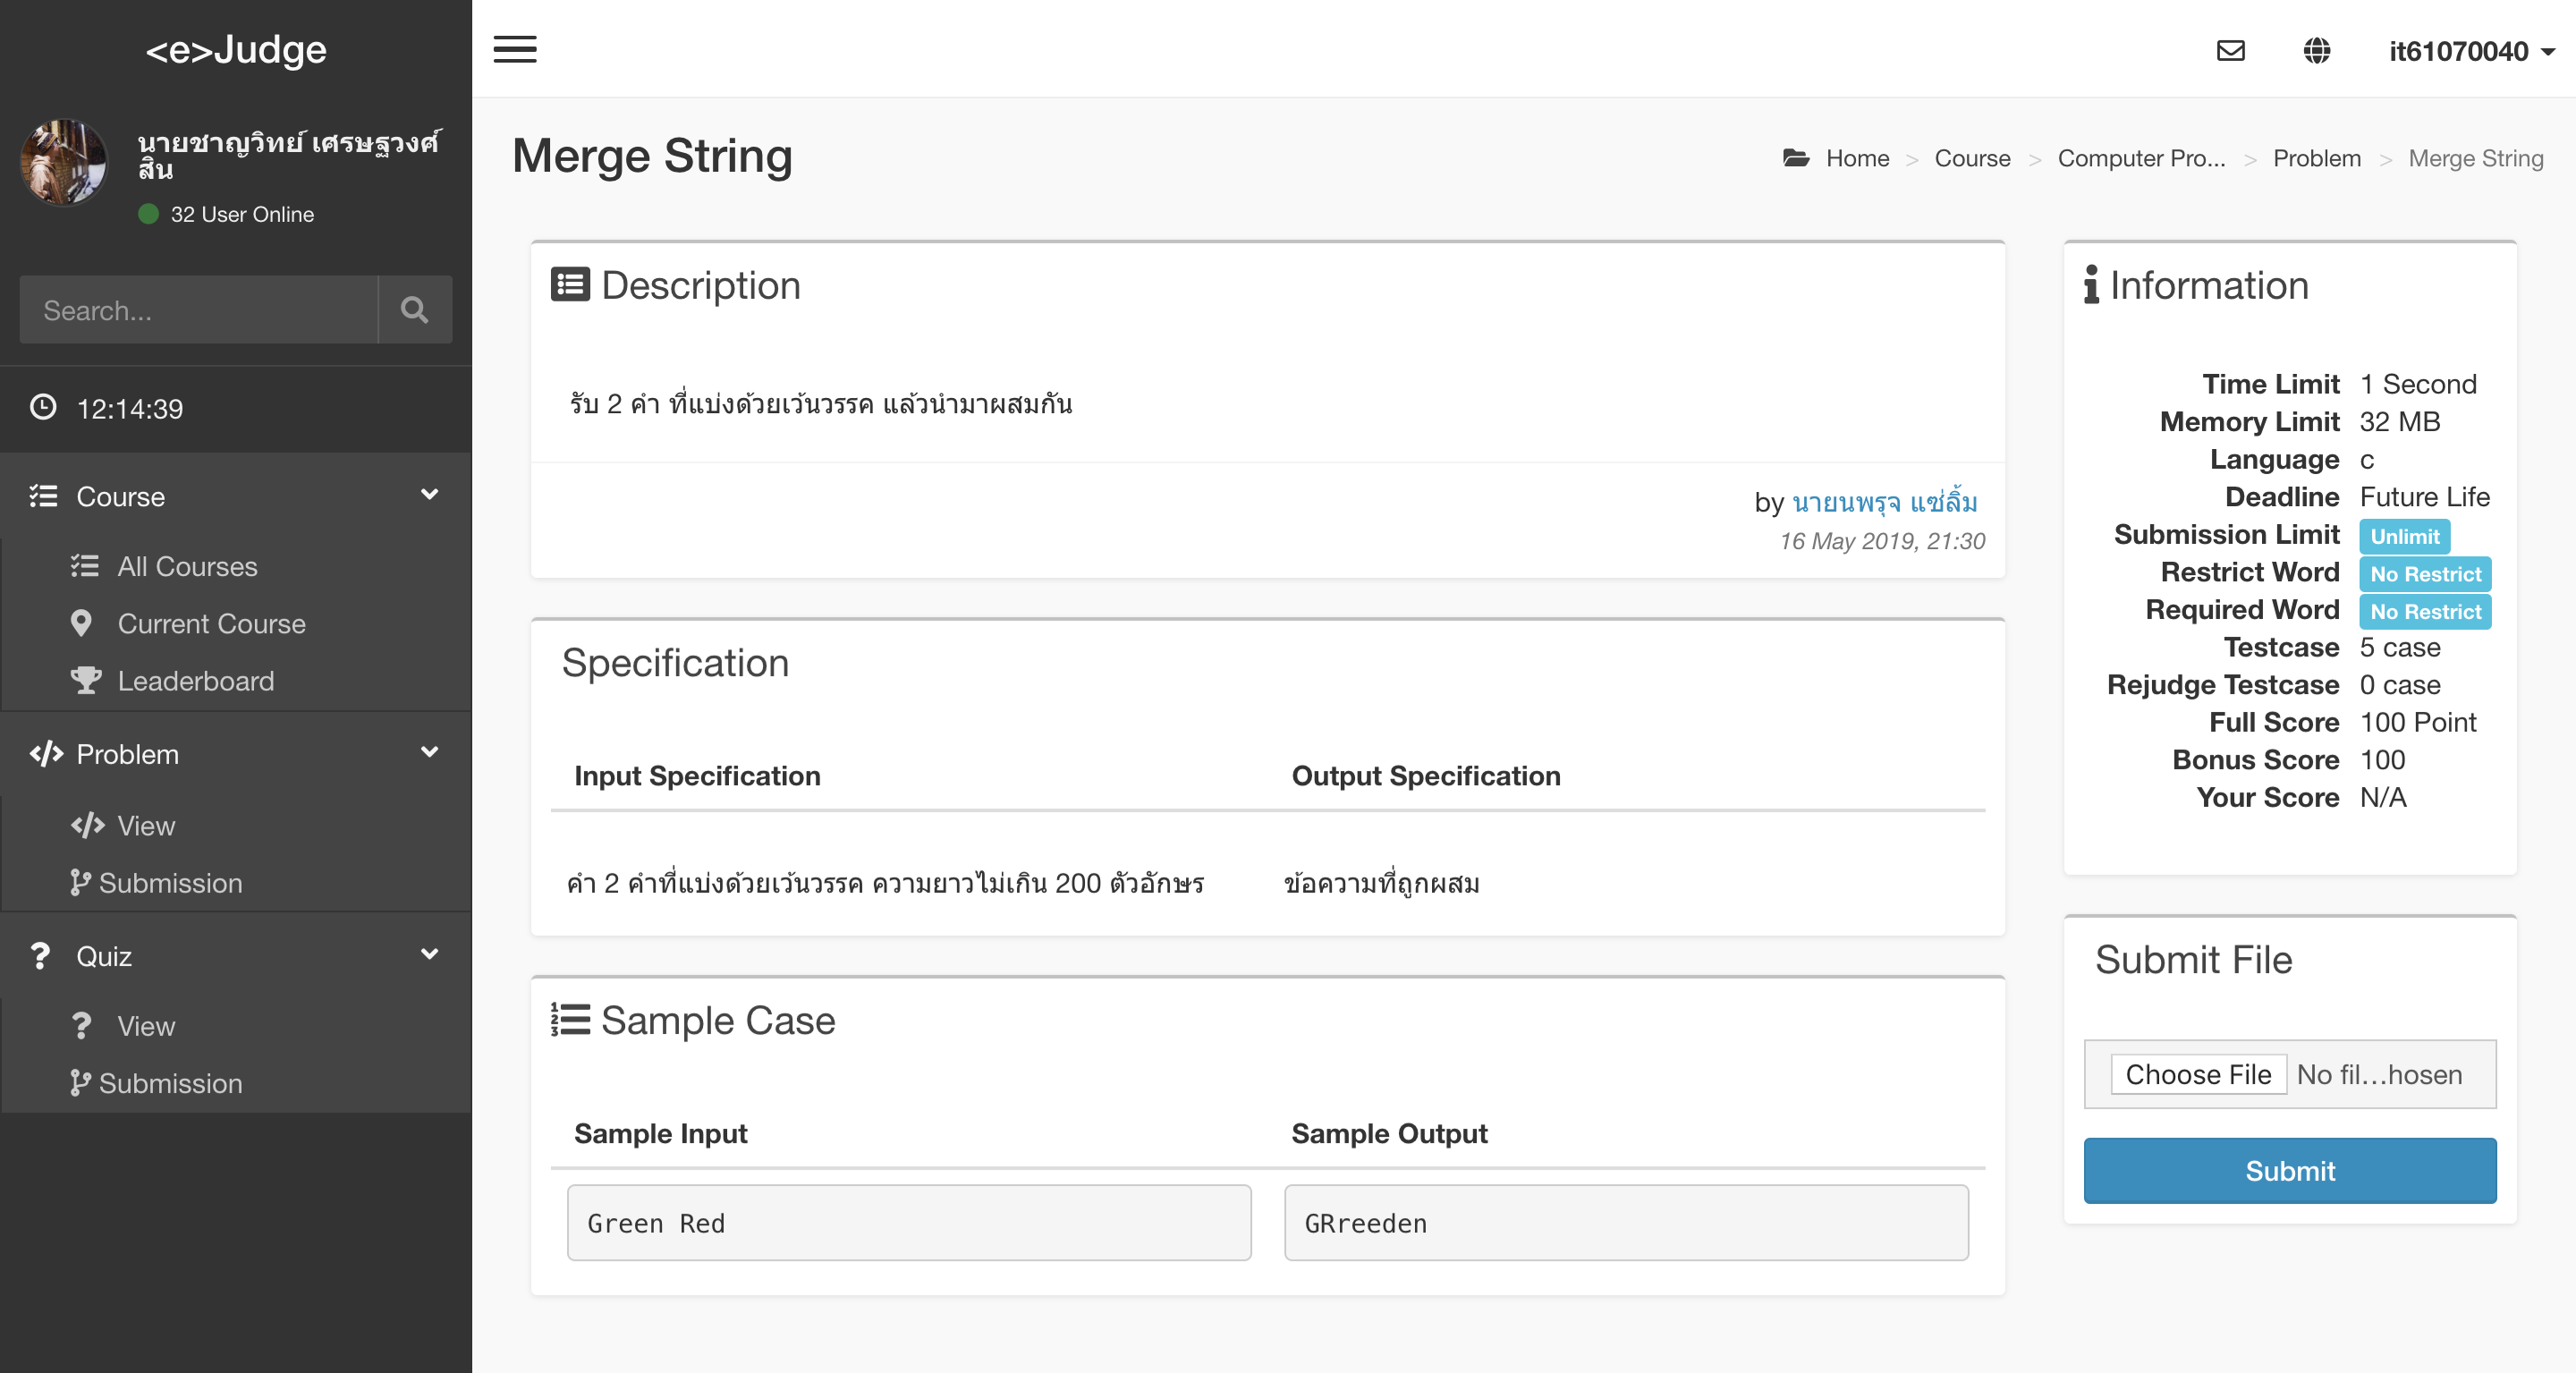 <e>Judge
นายชาญวิทย์ เศรษฐวงศ์
สิน
32 User Online
Search...
12:14:39
Course
All Courses
Current Course
Leaderboard
Problem
View
Submission
Quiz
View
Submission
it61070040
Merge String
Home > Course > Computer Pro... > Problem > Merge String
Description
รับ 2 คำ ที่แบ่งด้วยเว้นวรรค แล้วนำมาผสมกัน
by นายนพรุจ แซ่ลิ้ม
16 May 2019, 21:30
Specification
Input Specification Output Specification
คำ 2 คำที่แบ่งด้วยเว้นวรรค ความยาวไม่เกิน 200 ตัวอักษร ข้อความที่ถูกผสม
1
2
3
Sample Case
Sample Input Sample Output
Green Red GRreeden
Information
Time Limit 1 Second
Memory Limit 32 MB
Language c
Deadline Future Life
Submission Limit Unlimit
Restrict Word No Restrict
Required Word No Restrict
Testcase 5 case
Rejudge Testcase 0 case
Full Score 100 Point
Bonus Score 100
Your Score N/A
Submit File
Choose File No fil...hosen
Submit